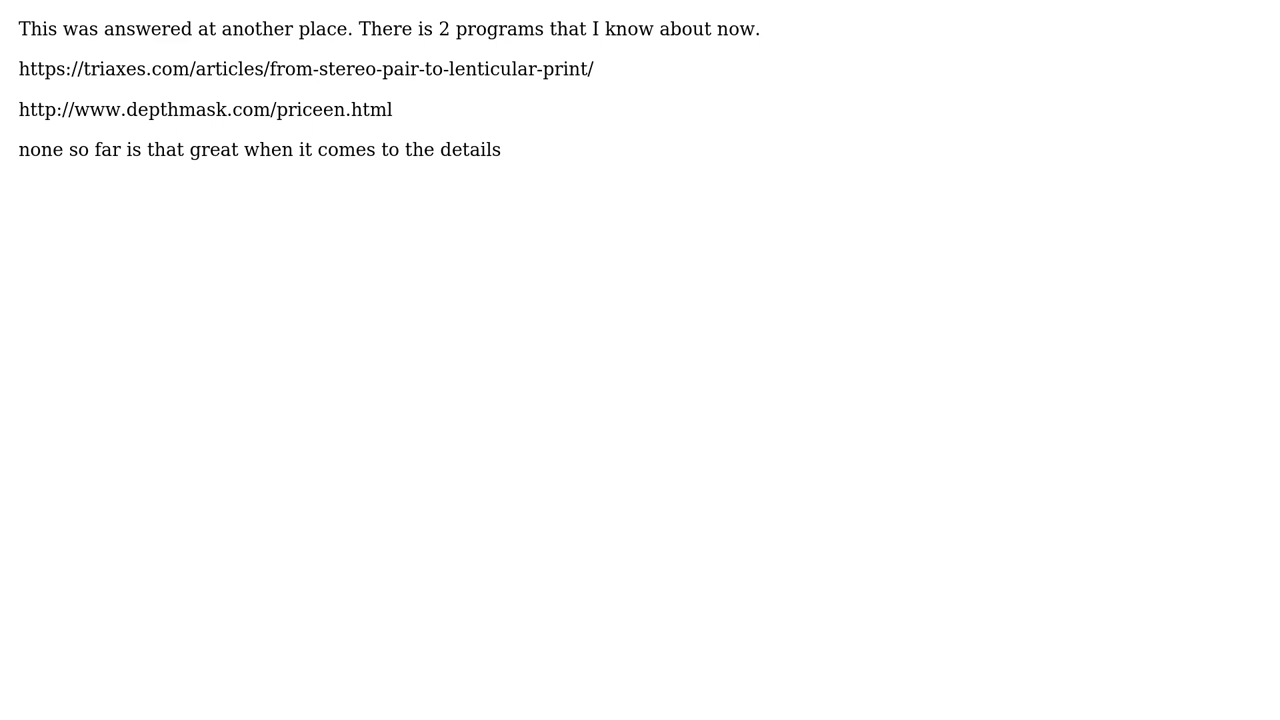 This was answered at another place. There is 2 programs that I know about now.
https://triaxes.com/articles/from-stereo-pair-to-lenticular-print/
http://www.depthmask.com/priceen.html
none so far is that great when it comes to the details